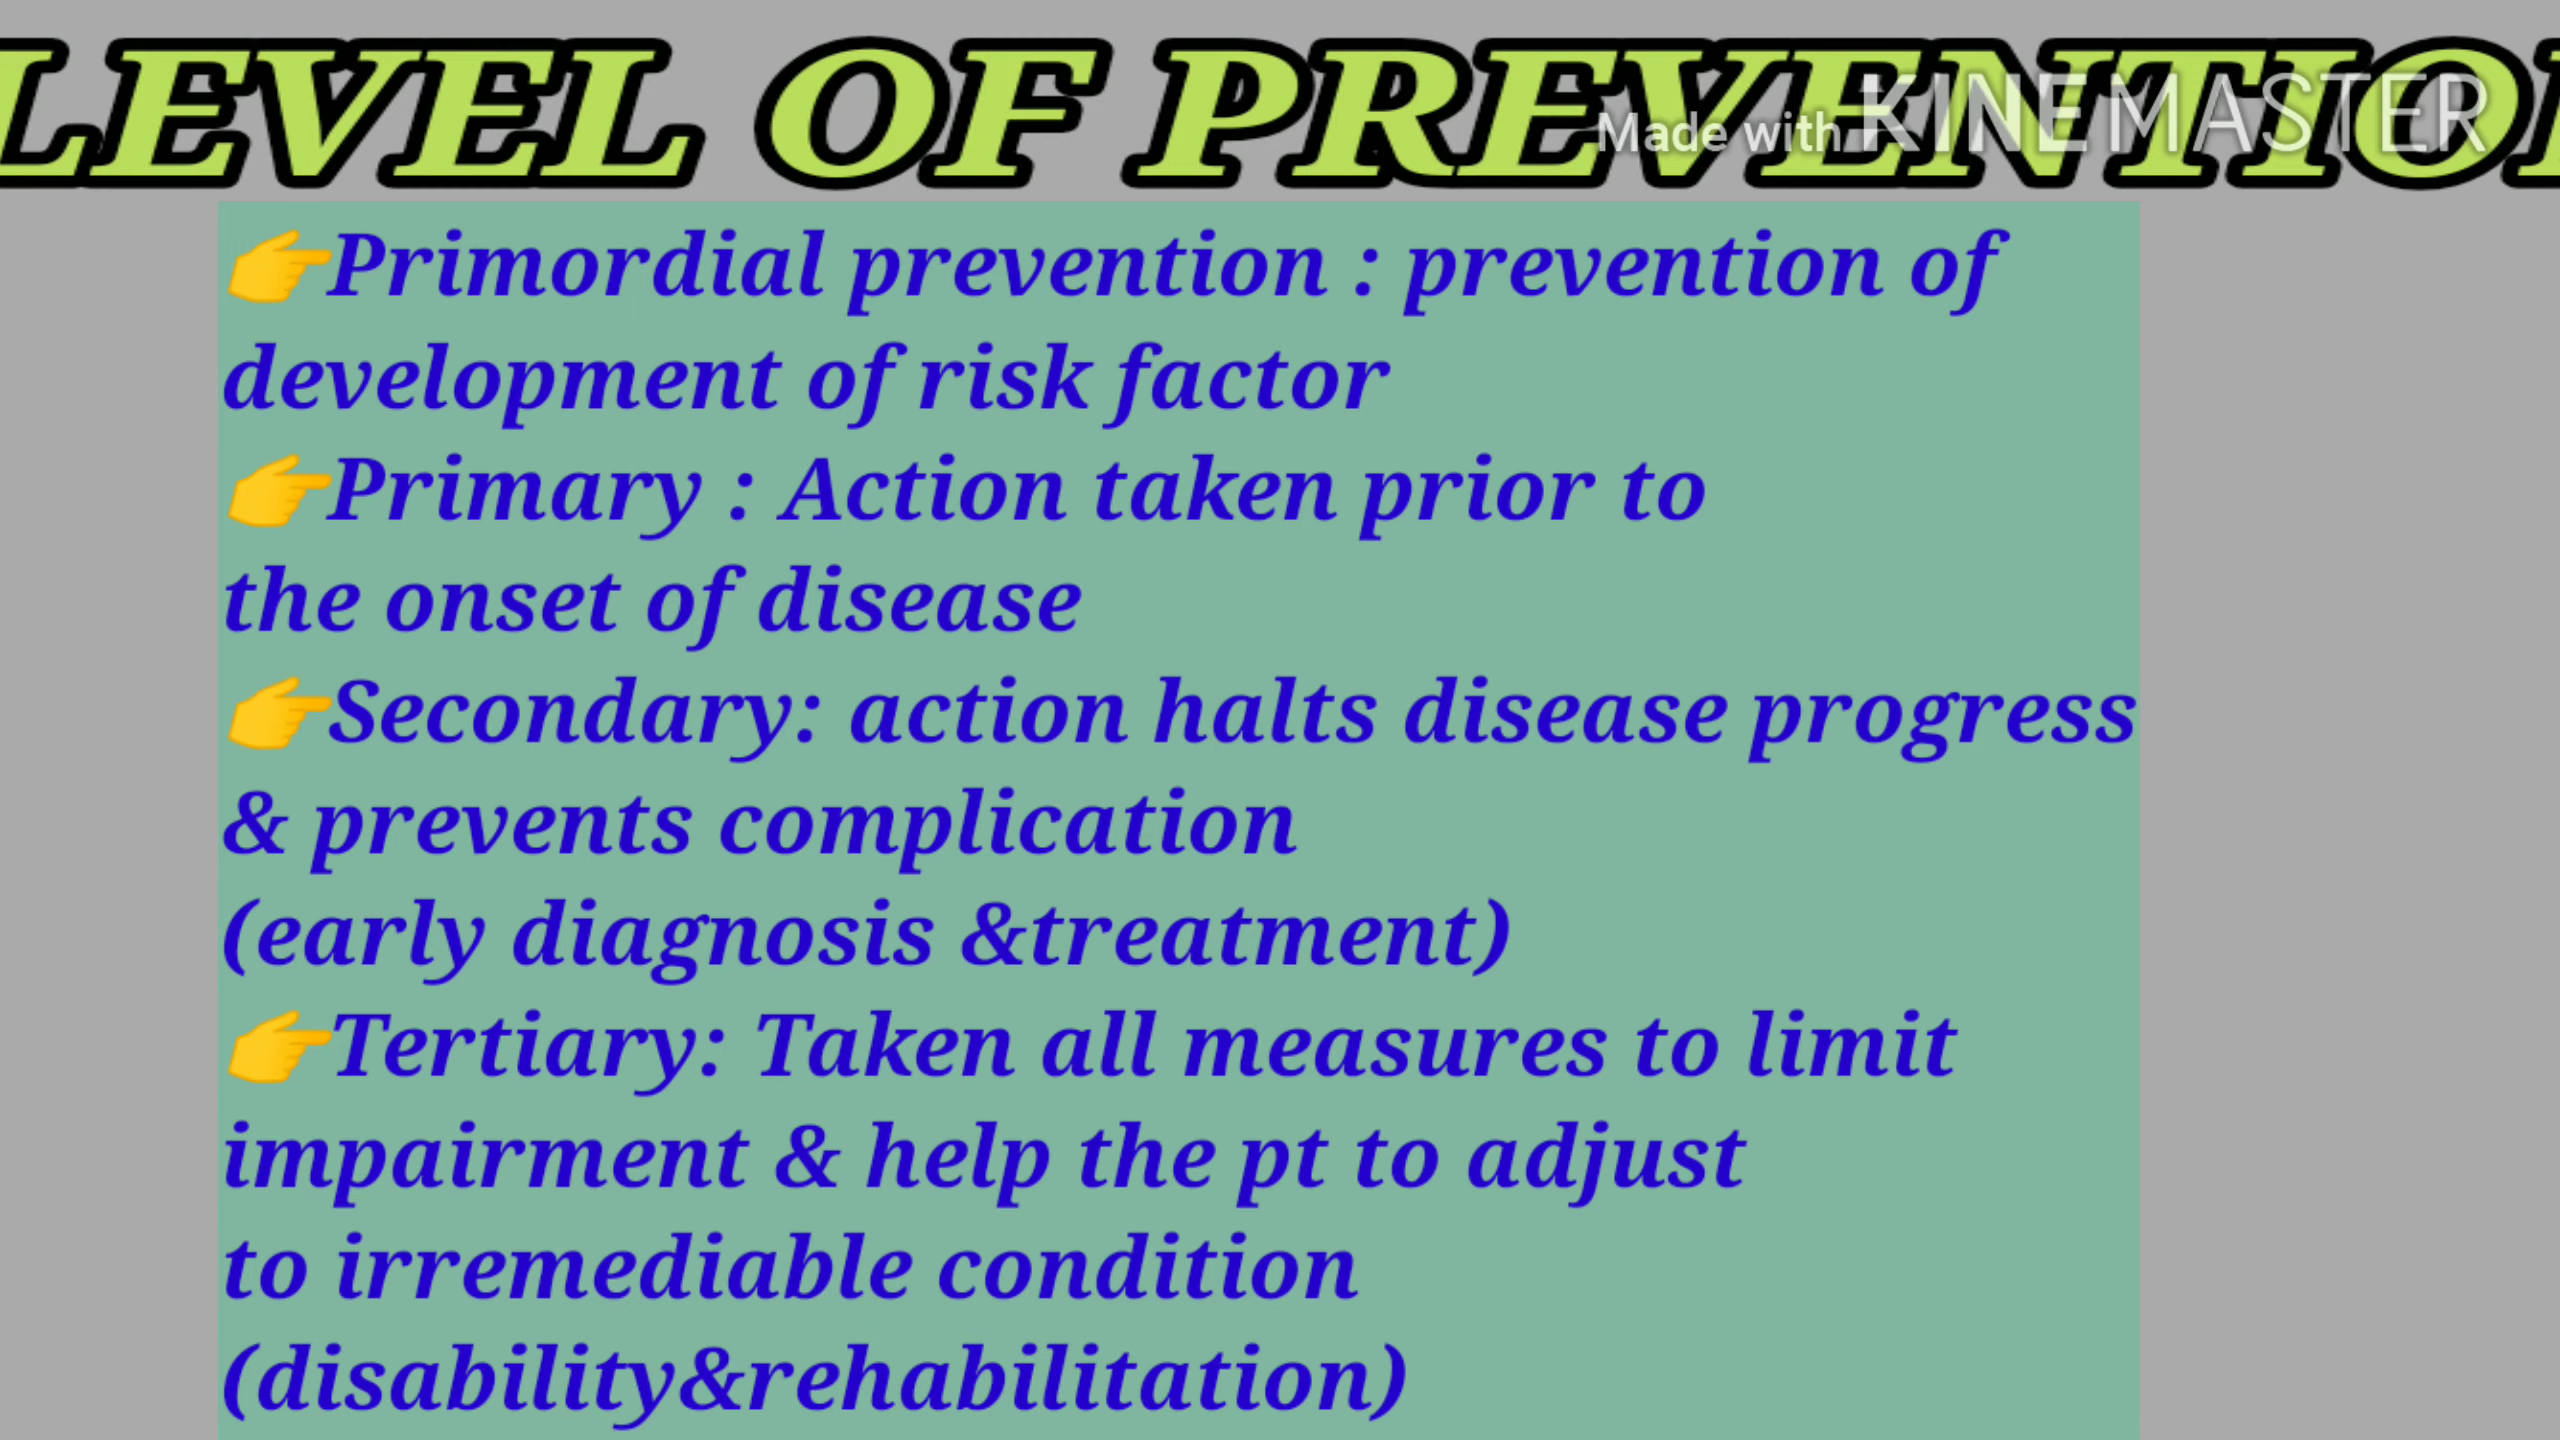 LEVEL OF PREVENTION
Made with KINEMASTER
👉Primordial prevention : prevention of
development of risk factor
👉Primary : Action taken prior to
the onset of disease
👉Secondary: action halts disease progress
& prevents complication
(early diagnosis &treatment)
👉Tertiary: Taken all measures to limit
impairment & help the pt to adjust
to irremediable condition
(disability&rehabilitation)